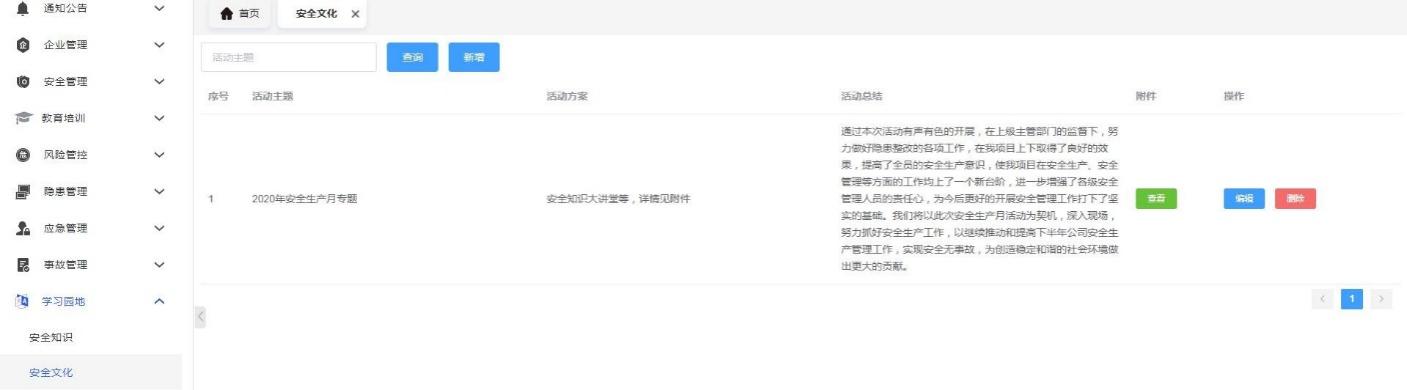 通知公告
企业管理
安全管理
教育培训
风险管控
隐患管理
应急管理
事故管理
学习园地
安全知识
安全文化
首页 安全文化
活动主题 查询 新增
序号 活动主题 活动方案 活动总结 附件 操作
通过本次活动有声有色的开展，在上级主管部门的监督下，努
力做好隐患整改的各项工作，在我项目上下取得了良好的效
果，提高了全员的安全生产意识，使我项目在安全生产、安全
管理等方面的工作均上了一个新台阶，进一步增强了各级安全
1 2020年安全生产月专题 安全知识大讲堂等，详情见附件 管理人员的责任心，为今后更好的开展安全管理工作打下了坚 查看 编辑 删除
实的基础。我们将以此次安全生产月活动为契机，深入现场，
努力抓好安全生产工作，以继续推动和提高下半年公司安全生
产管理工作，实现安全无事故，为创造稳定和谐的社会环境做
出更大的贡献。
1